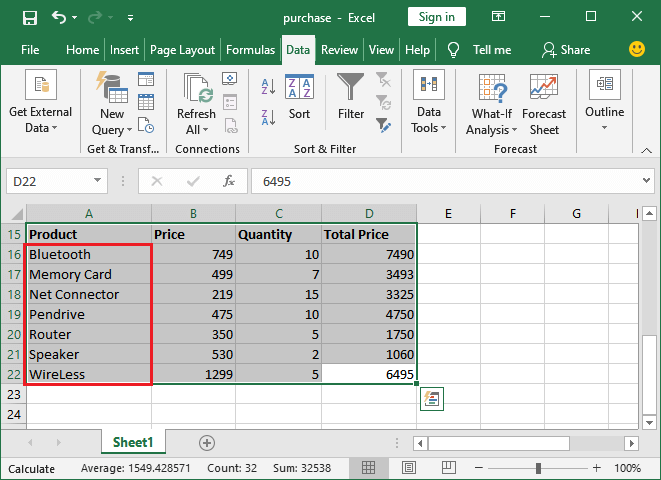 purchase - Excel
Sign in
File Home Insert Page Layout Formulas Data Review View Help Tell me Share
Get External Data
New Query
Get & Transf...
Refresh All
Connections
A Z
Z A
Sort
Filter
Sort & Filter
Data Tools
What-If Analysis
Forecast Sheet
Forecast
Outline
D22 fx 6495
A B C D E F G H
15 Product Price Quantity Total Price
16 Bluetooth 749 10 7490
17 Memory Card 499 7 3493
18 Net Connector 219 15 3325
19 Pendrive 475 10 4750
20 Router 350 5 1750
21 Speaker 530 2 1060
22 WireLess 1299 5 6495
23
24
Sheet1
Calculate Average: 1549.428571 Count: 32 Sum: 32538 100%